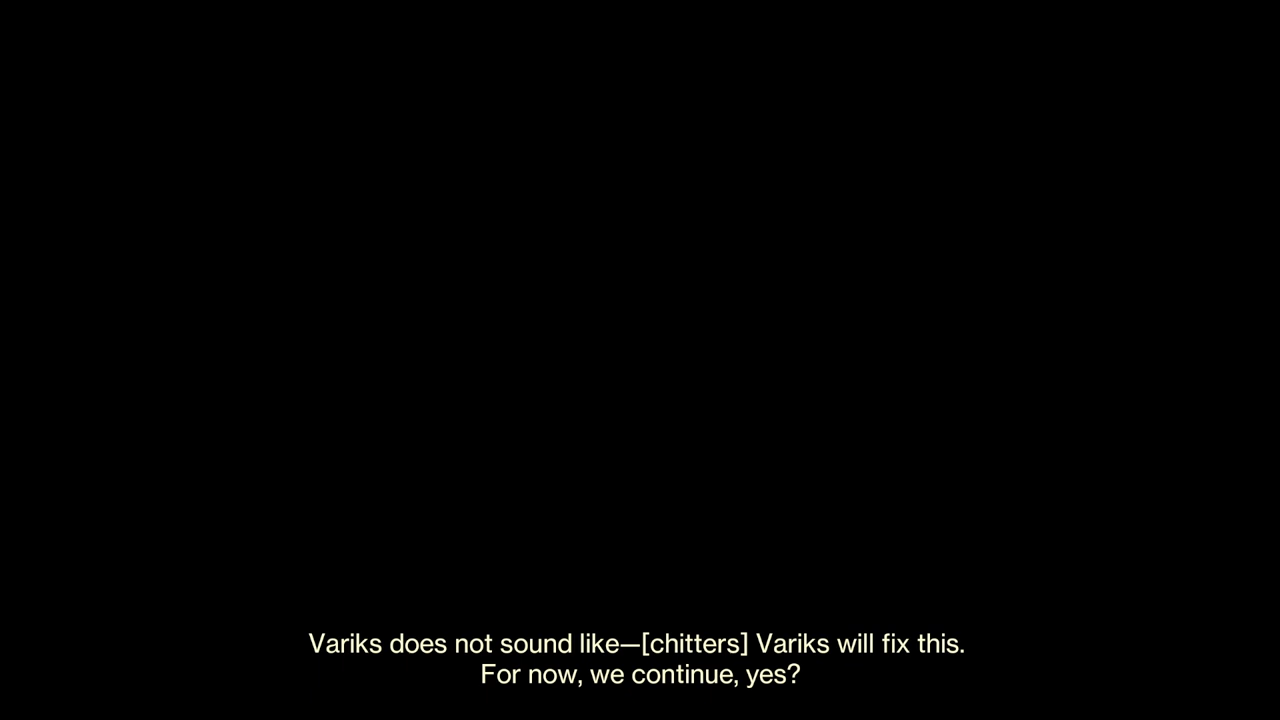 Variks does not sound like—[chitters] Variks will fix this.
For now, we continue, yes?